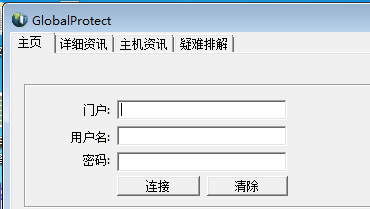 GlobalProtect
主页 详细资讯 主机资讯 疑难排解
门户:
用户名:
密码:
连接 清除